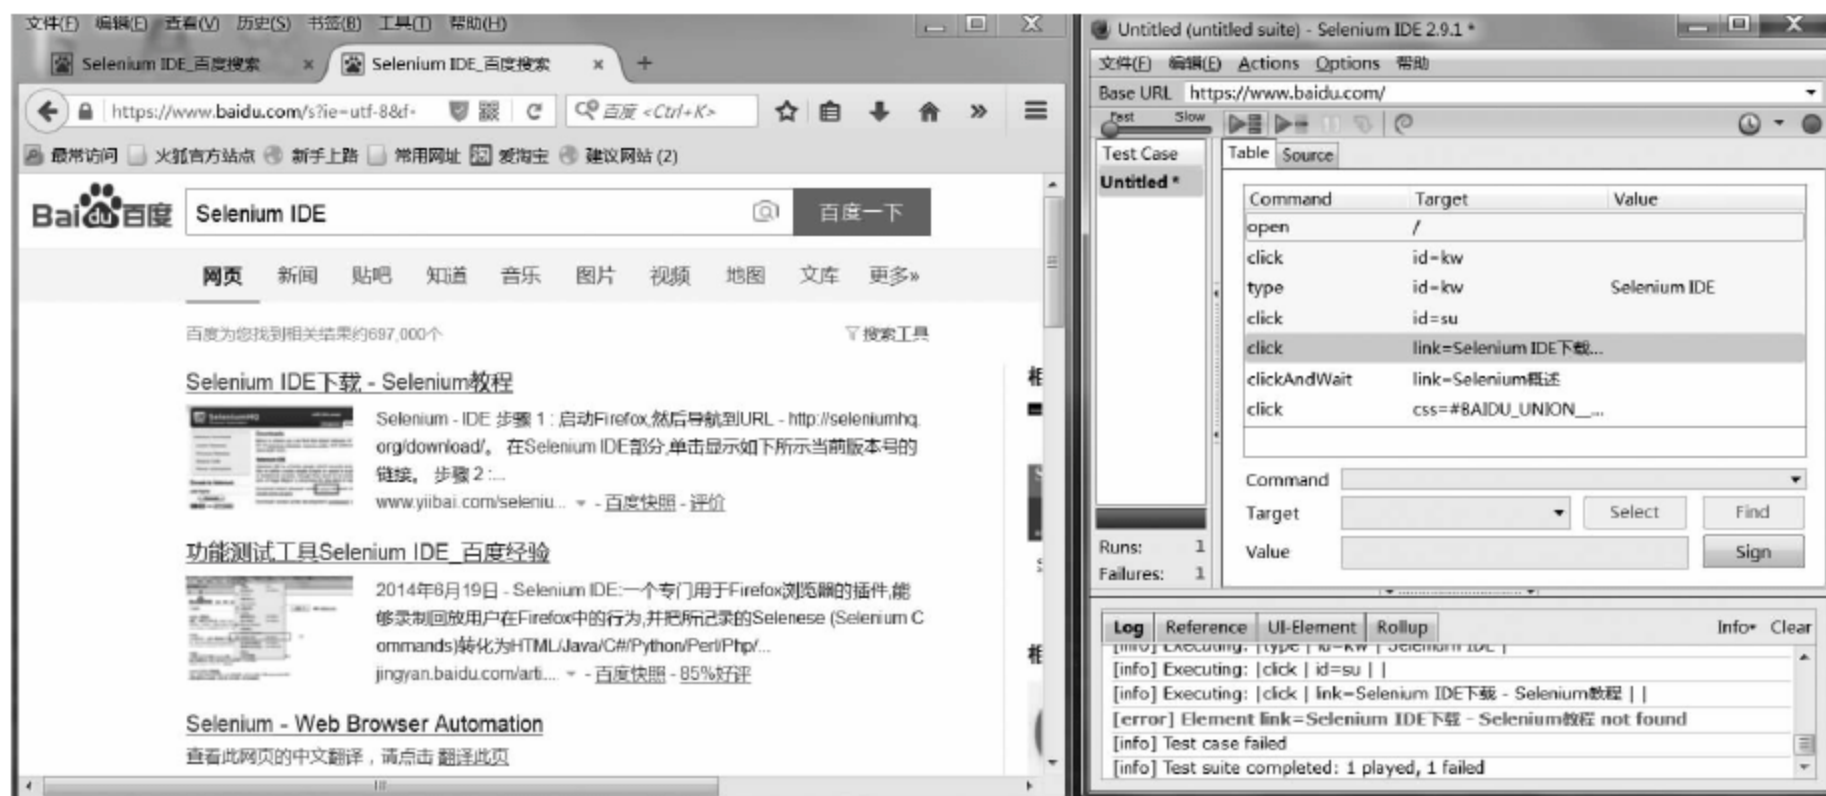 文件(F) 编辑(E) 查看(V) 历史(S) 书签(B) 工具(T) 帮助(H)
Selenium IDE_百度搜索 × Selenium IDE_百度搜索 × +
https://www.baidu.com/s?ie=utf-8&f- 百度 <Ctrl+K>
最常访问 火狐官方站点 新手上路 常用网址 爱淘宝 建议网站 (2)
Bai du 百度 Selenium IDE 百度一下
网页 新闻 贴吧 知道 音乐 图片 视频 地图 文库 更多»
百度为您找到相关结果约697,000个 搜索工具
Selenium IDE下载 - Selenium教程
Selenium - IDE 步骤 1 : 启动Firefox,然后导航到URL - http://seleniumhq.
org/download/。 在Selenium IDE部分,单击显示如下所示当前版本号的
链接。 步骤 2 :...
www.yiibai.com/seleniu... - 百度快照 - 评价
功能测试工具Selenium IDE_百度经验
2014年6月19日 - Selenium IDE:一个专门用于Firefox浏览器的插件,能
够录制回放用户在Firefox中的行为,并把所记录的Selenese (Selenium C
ommands)转化为HTML/Java/C#/Python/Perl/Php/...
jingyan.baidu.com/arti... - 百度快照 - 85%好评
Selenium - Web Browser Automation
查看此网页的中文翻译，请点击 翻译此页
Untitled (untitled suite) - Selenium IDE 2.9.1 *
文件(F) 编辑(E) Actions Options 帮助
Base URL https://www.baidu.com/
Fast Slow
Test Case
Untitled *
Table Source
Command Target Value
open /
click id=kw
type id=kw Selenium IDE
click id=su
click link=Selenium IDE下载...
clickAndWait link=Selenium概述
click css=#BAIDU_UNION__...
Command
Target Select Find
Value Sign
Runs: 1
Failures: 1
Log Reference UI-Element Rollup Info Clear
[info] Executing: |type | id=kw | Selenium IDE |
[info] Executing: |click | id=su | |
[info] Executing: |click | link=Selenium IDE下载 - Selenium教程 | |
[error] Element link=Selenium IDE下载 - Selenium教程 not found
[info] Test case failed
[info] Test suite completed: 1 played, 1 failed